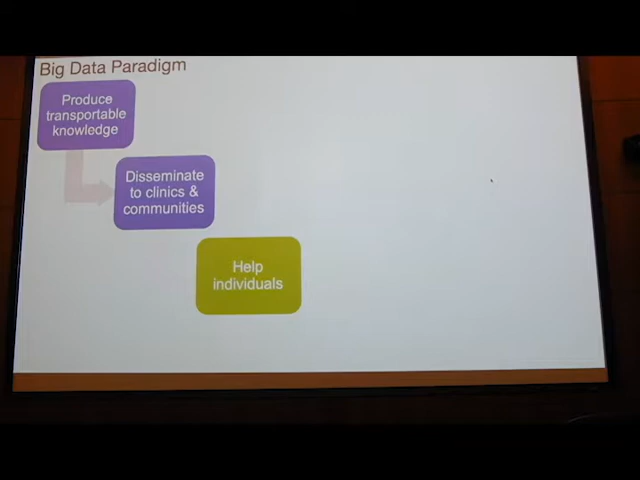 Big Data Paradigm
Produce
transportable
knowledge
Disseminate
to clinics &
communities
Help
individuals